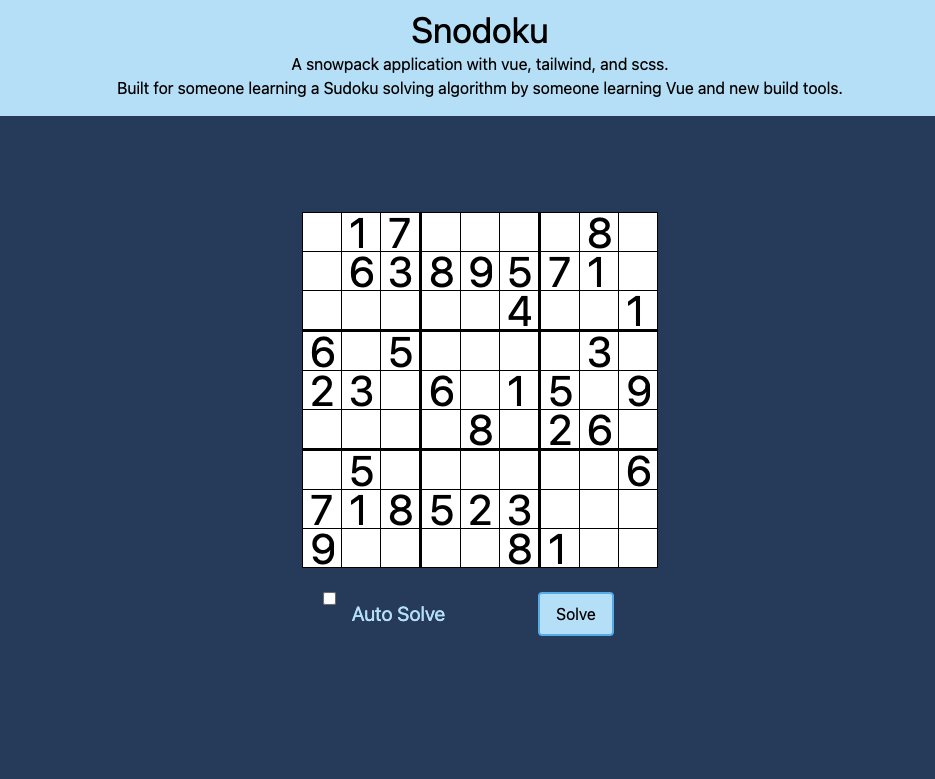 Snodoku
A snowpack application with vue, tailwind, and scss.
Built for someone learning a Sudoku solving algorithm by someone learning Vue and new build tools.
1 7 8
6 3 8 9 5 7 1
4 1
6 5 3
2 3 6 1 5 9
8 2 6
5 6
7 1 8 5 2 3
9 8 1
Auto Solve Solve